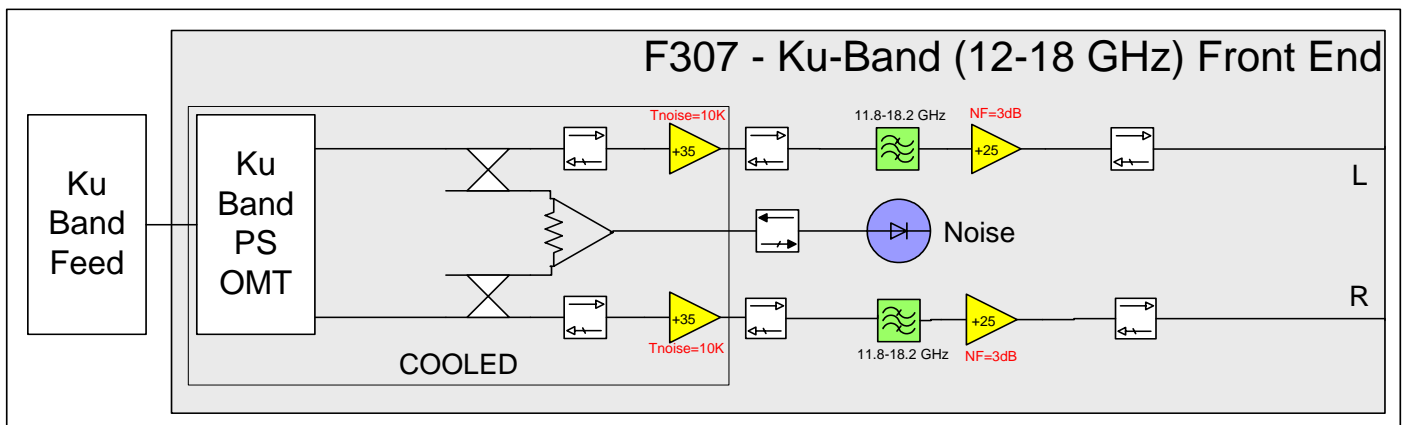 F307 - Ku-Band (12-18 GHz) Front End
Ku
Band
Feed
Ku
Band
PS
OMT
Tnoise=10K
+35
11.8-18.2 GHz
NF=3dB
+25
L
Noise
R
+35
Tnoise=10K
11.8-18.2 GHz
+25
NF=3dB
COOLED